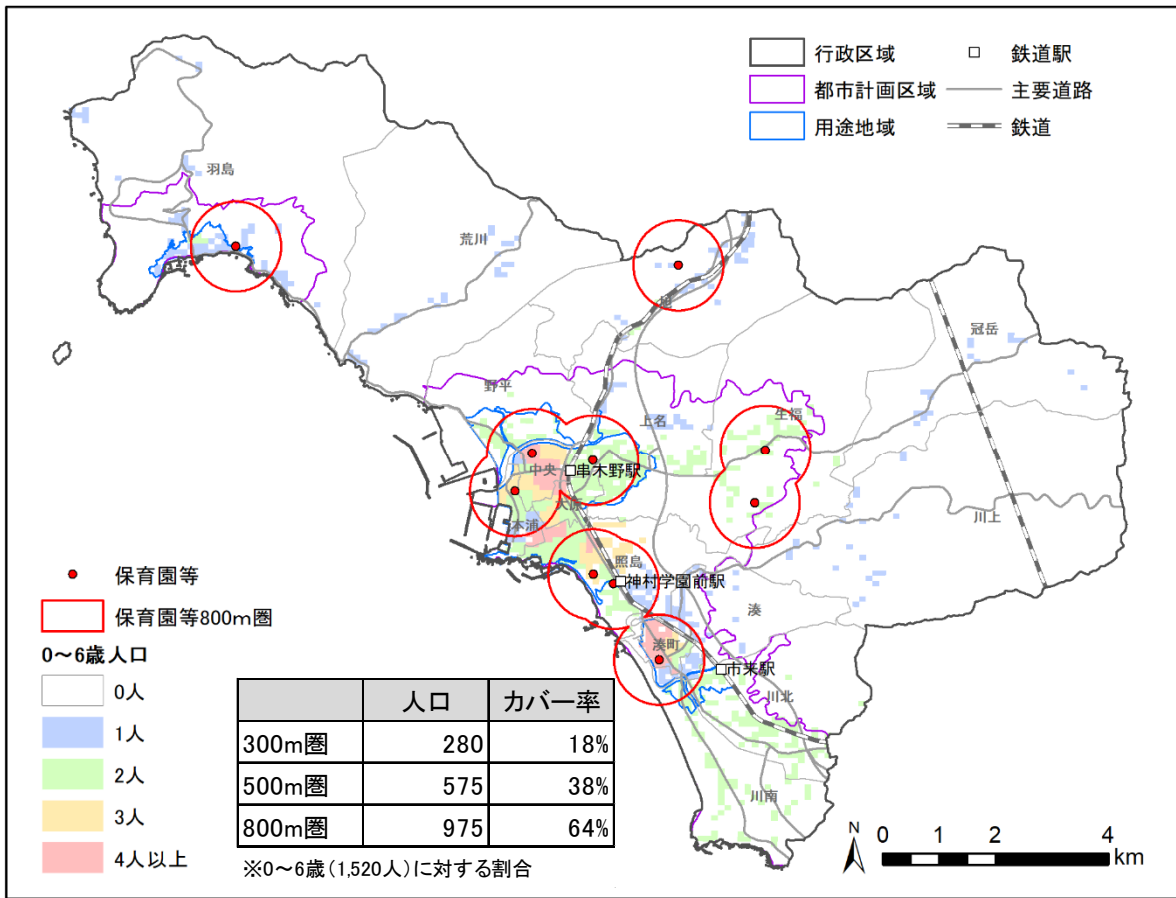 行政区域
鉄道駅
都市計画区域
主要道路
用途地域
鉄道
羽島
荒川
旭
冠岳
野平
上名
生福
中央
串木野駅
大原
本浦
川上
照島
神村学園前駅
湊
湊町
市来駅
川北
川南
保育園等
保育園等800m圏
0～6歳人口
0人
1人
2人
3人
4人以上
人口 カバー率
300m圏 280 18%
500m圏 575 38%
800m圏 975 64%
※0～6歳(1,520人)に対する割合
N
0 1 2 4
km